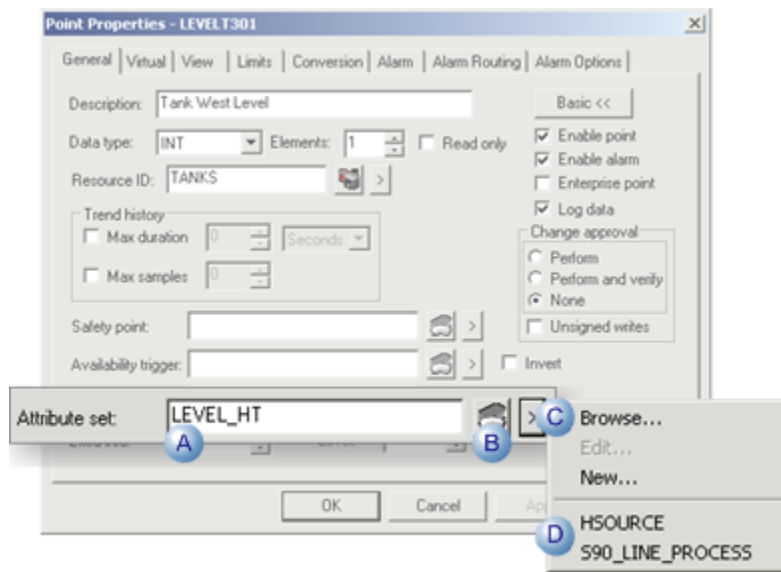 Point Properties - LEVELT301
General Virtual View Limits Conversion Alarm Alarm Routing Alarm Options
Description: Tank West Level Basic <<
Data type: INT Elements: 1 Read only Enable point
Enable alarm
Resource ID: TANKS > Enterprise point
Log data
Trend history
Max duration 0 Seconds
Change approval
Perform
Max samples 0 Perform and verify
None
Safety point: > Unsigned writes
Availability trigger: > Invert
Attribute set: LEVEL_HT > C Browse...
A B
Edit...
New...
OK Cancel
D HSOURCE
S90_LINE_PROCESS